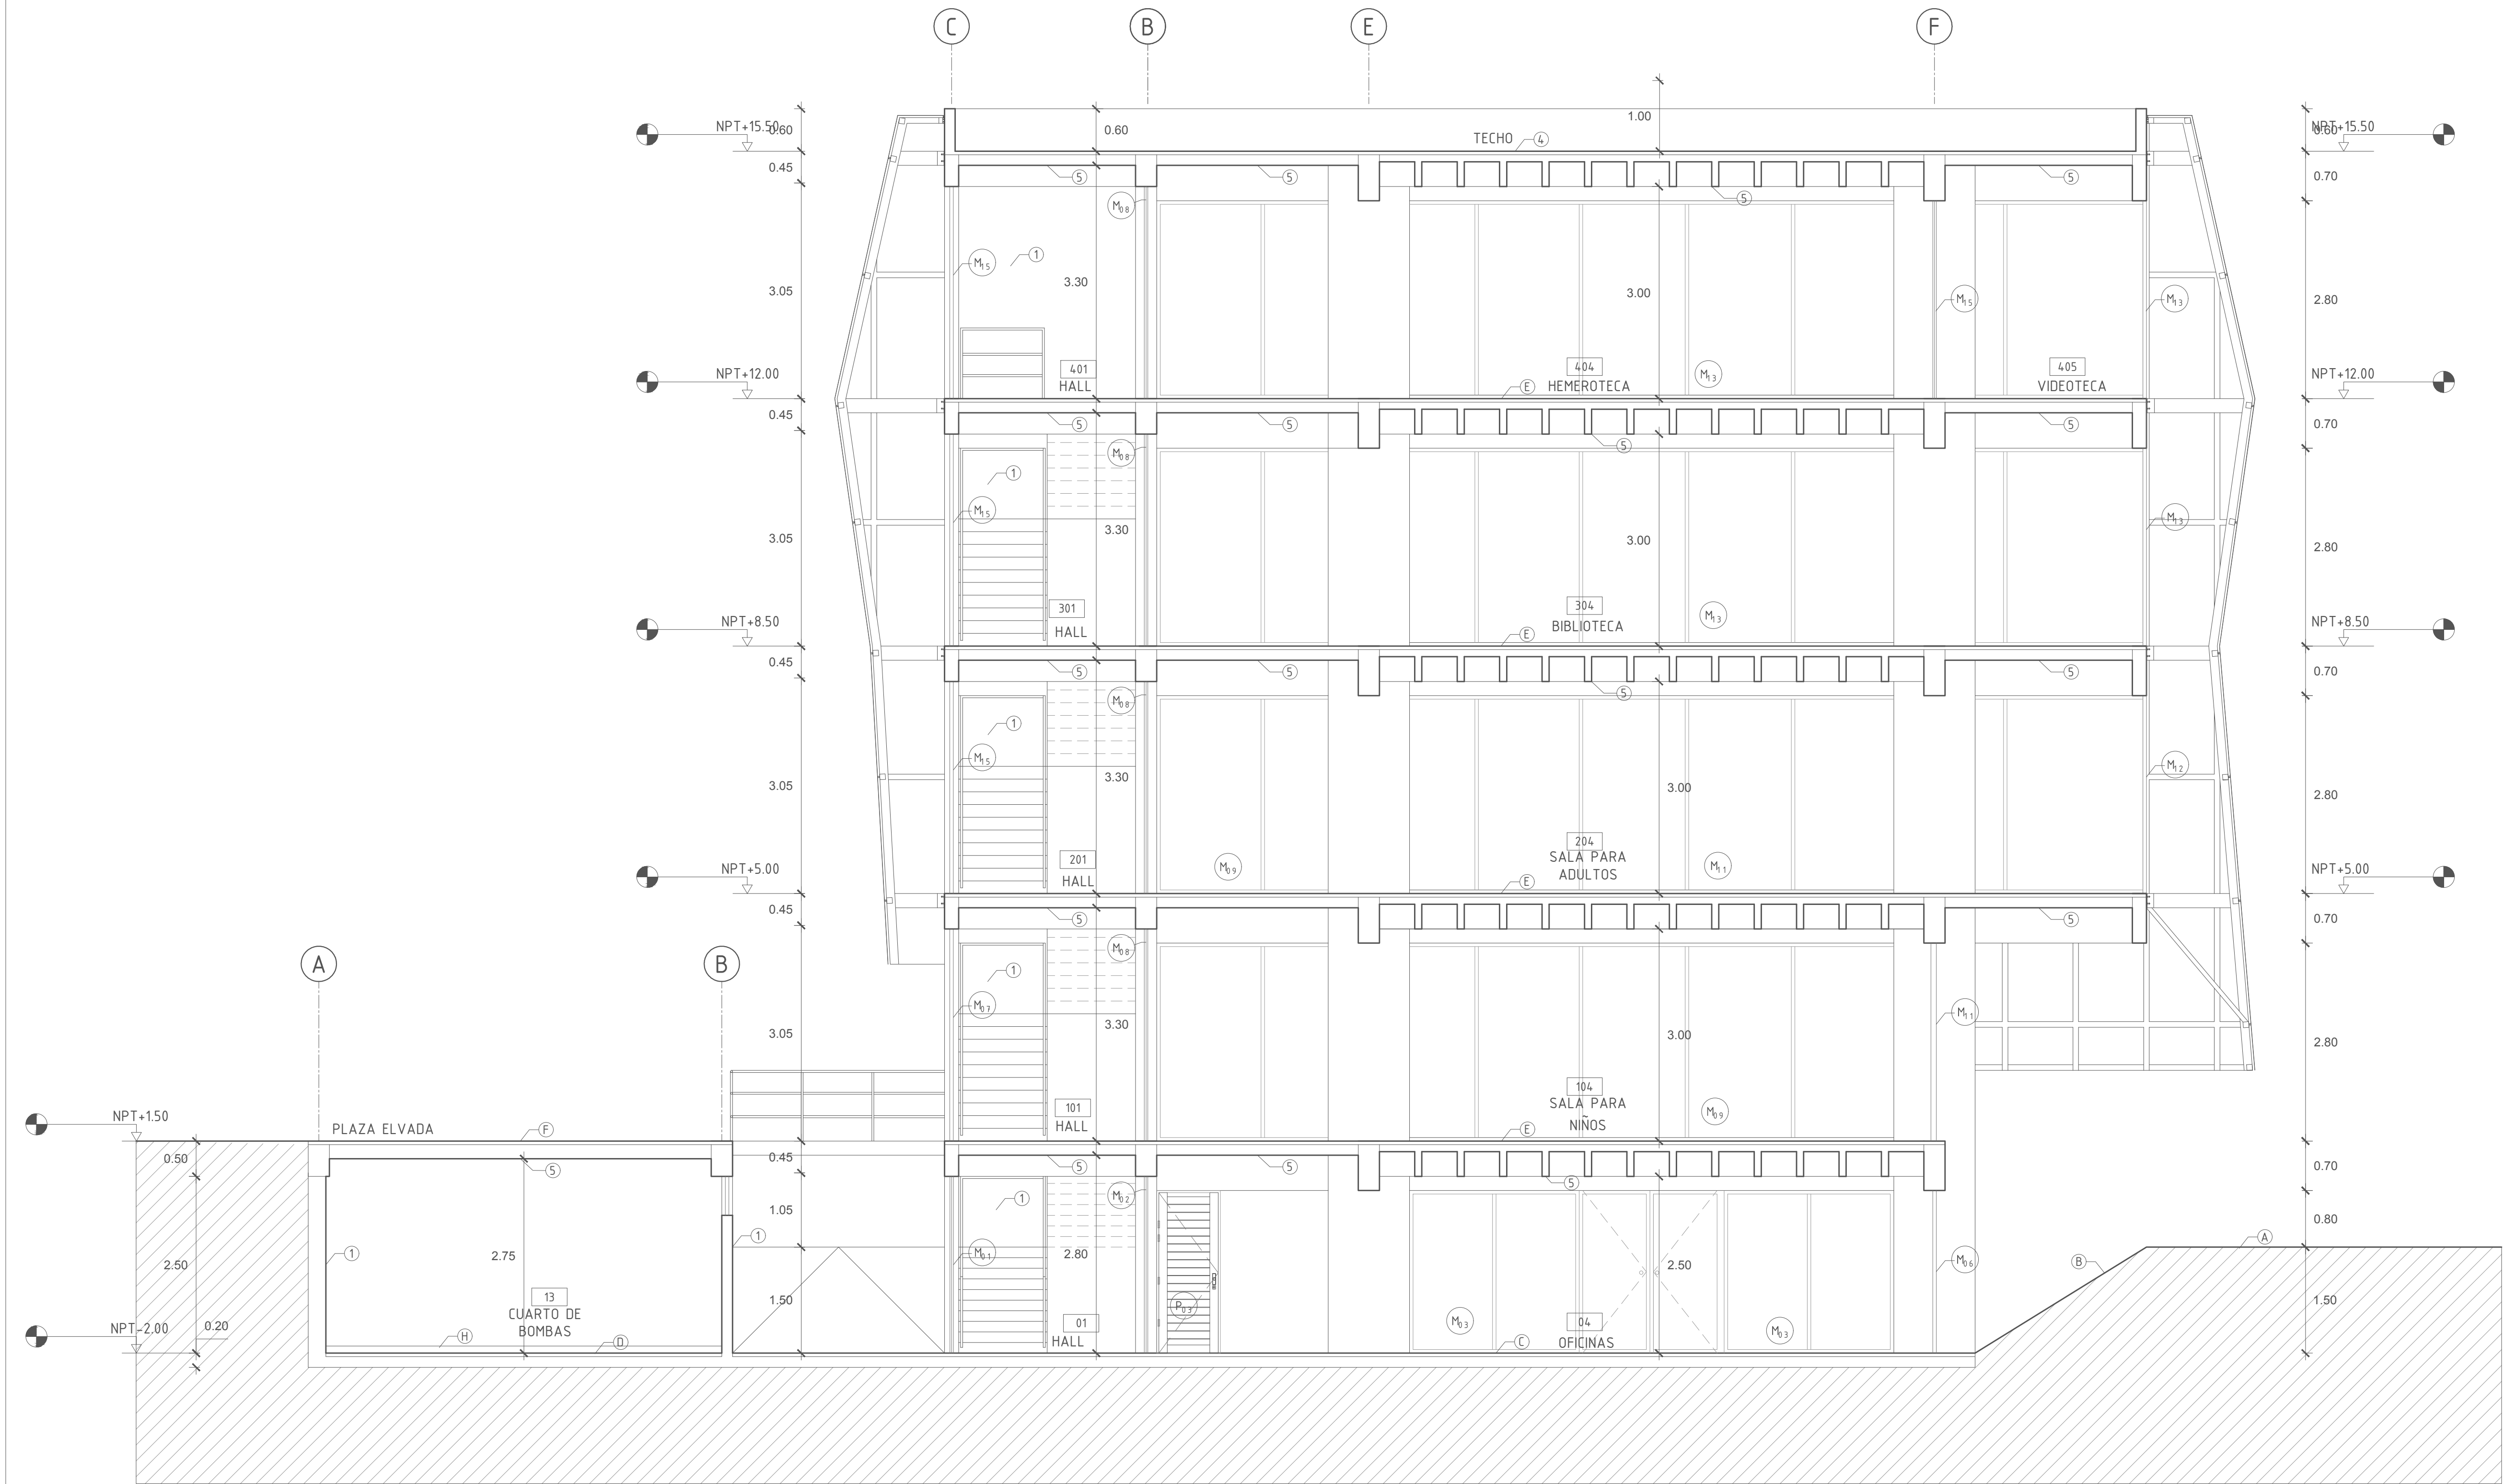 C
B
E
F
NPT+15.50
0.60
0.60
1.00
TECHO
4
0.60
NPT+15.50
0.45
5
5
5
5
0.70
M08
M15
1
3.05
3.30
3.00
M15
M13
2.80
NPT+12.00
401
HALL
404
HEMEROTECA
M13
405
VIDEOTECA
NPT+12.00
E
0.45
5
5
5
5
0.70
M08
1
M15
3.05
3.30
3.00
M13
2.80
NPT+8.50
301
HALL
304
BIBLIOTECA
M13
NPT+8.50
E
0.45
5
5
5
5
0.70
M08
1
M15
3.05
3.30
3.00
M12
2.80
NPT+5.00
201
HALL
M09
204
SALA PARA
ADULTOS
M11
NPT+5.00
E
0.45
5
5
5
0.70
A
B
M08
1
M07
3.05
3.30
3.00
M11
2.80
NPT+1.50
PLAZA ELVADA
F
101
HALL
104
SALA PARA
NIÑOS
M09
E
0.50
5
0.45
5
5
5
0.70
M02
1
1.05
0.80
1
2.50
2.75
1
M01
2.80
2.50
M06
B
A
13
CUARTO DE
BOMBAS
1.50
P03
1.50
NPT-2.00
0.20
H
D
01
HALL
M03
04
OFICINAS
M03
C